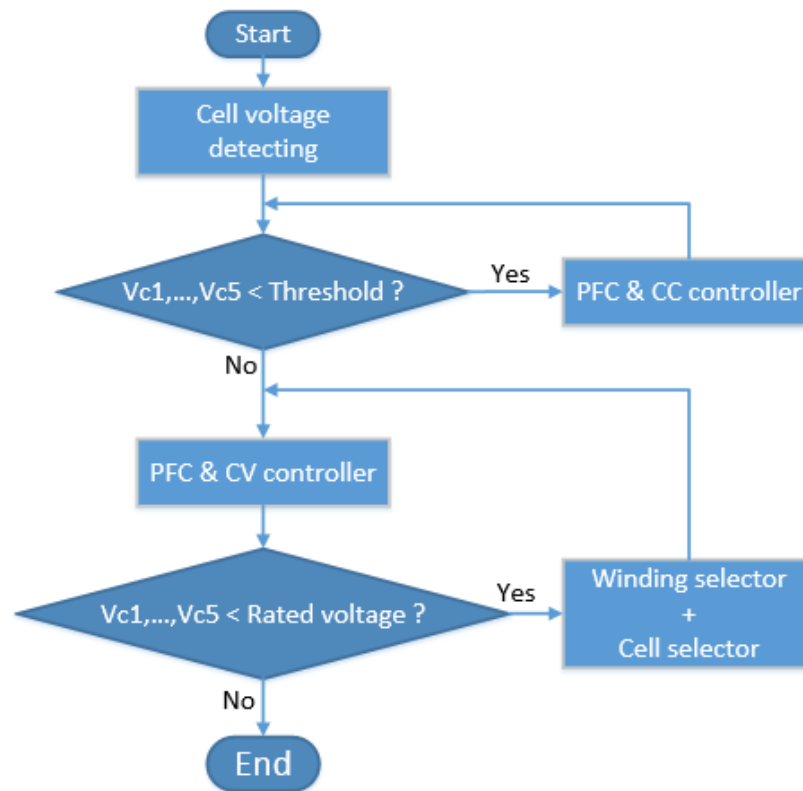 Start
Cell voltage
detecting
Vc1,...,Vc5 < Threshold ?
Yes
PFC & CC controller
No
PFC & CV controller
Vc1,...,Vc5 < Rated voltage ?
Yes
Winding selector
+
Cell selector
No
End